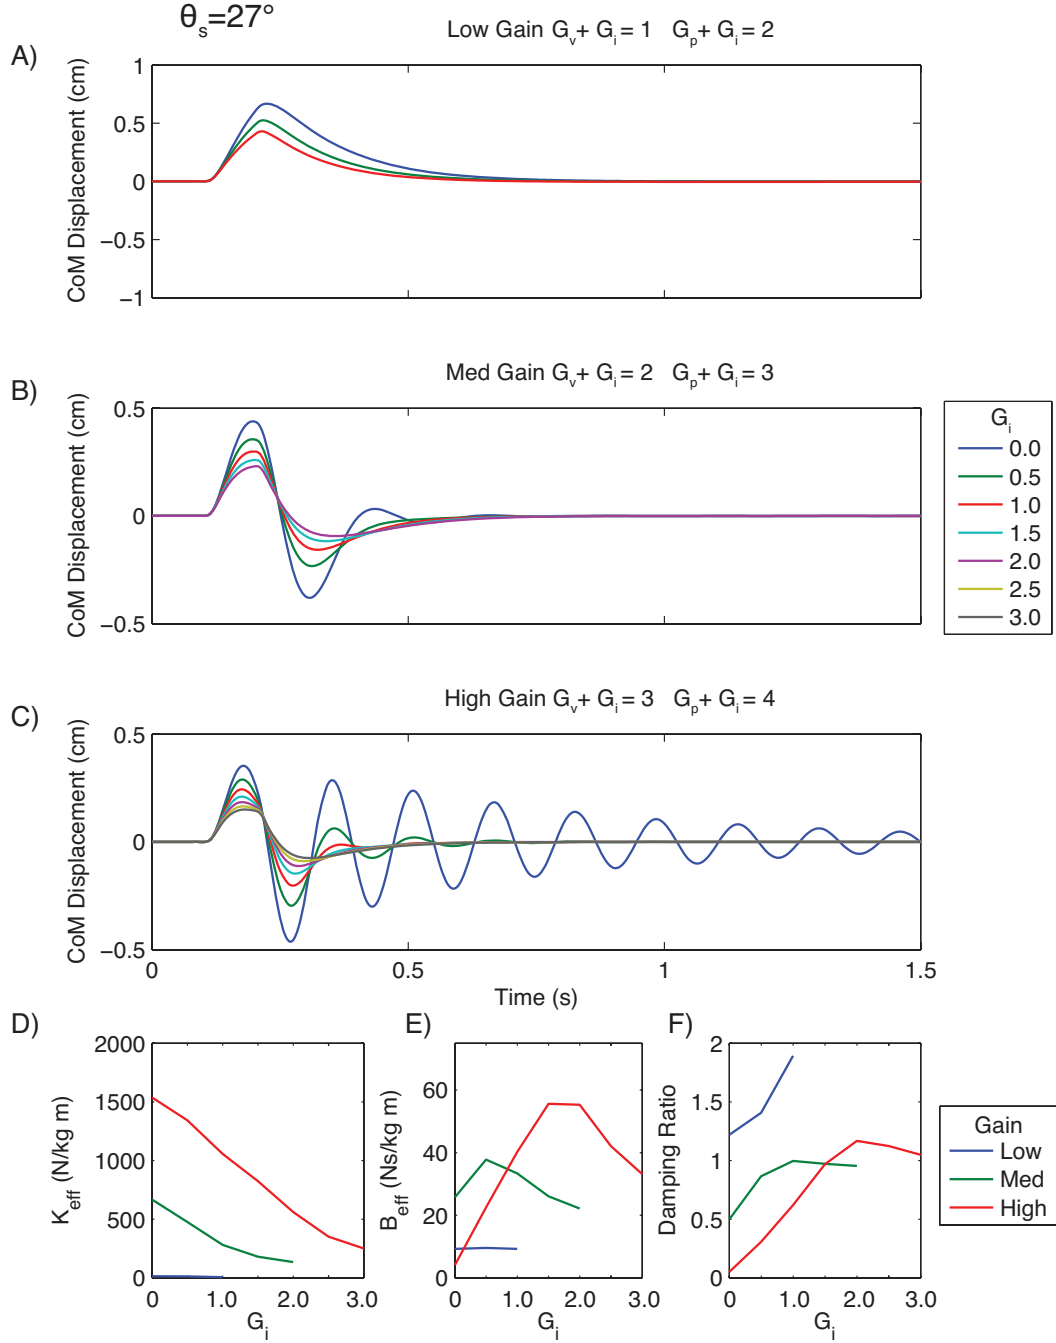 θs=27°
Low Gain Gv+ Gi= 1 Gp+ Gi= 2
A)
CoM Displacement (cm)
1
0.5
0
−0.5
−1
Med Gain Gv+ Gi= 2 Gp+ Gi= 3
B)
CoM Displacement (cm)
0.5
0
−0.5
Gi
0.0
0.5
1.0
1.5
2.0
2.5
3.0
High Gain Gv+ Gi= 3 Gp+ Gi= 4
C)
CoM Displacement (cm)
0.5
0
−0.5
0 0.5 1 1.5
Time (s)
D)
Keff (N/kg m)
2000
1500
1000
500
0
0 1.0 2.0 3.0
Gi
E)
Beff (Ns/kg m)
60
40
20
0
0 1.0 2.0 3.0
Gi
F)
Damping Ratio
2
1.5
1
0.5
0
0 1.0 2.0 3.0
Gi
Gain
Low
Med
High